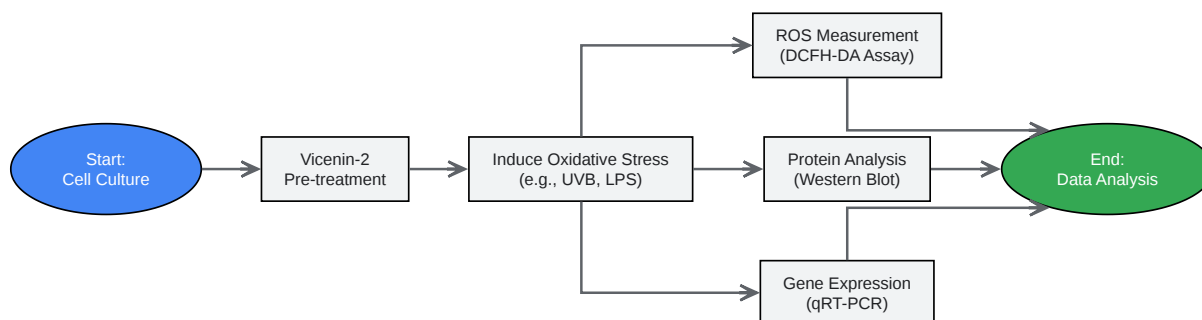 Start:
Cell Culture
Vicenin-2
Pre-treatment
Induce Oxidative Stress
(e.g., UVB, LPS)
ROS Measurement
(DCFH-DA Assay)
Protein Analysis
(Western Blot)
Gene Expression
(qRT-PCR)
End:
Data Analysis